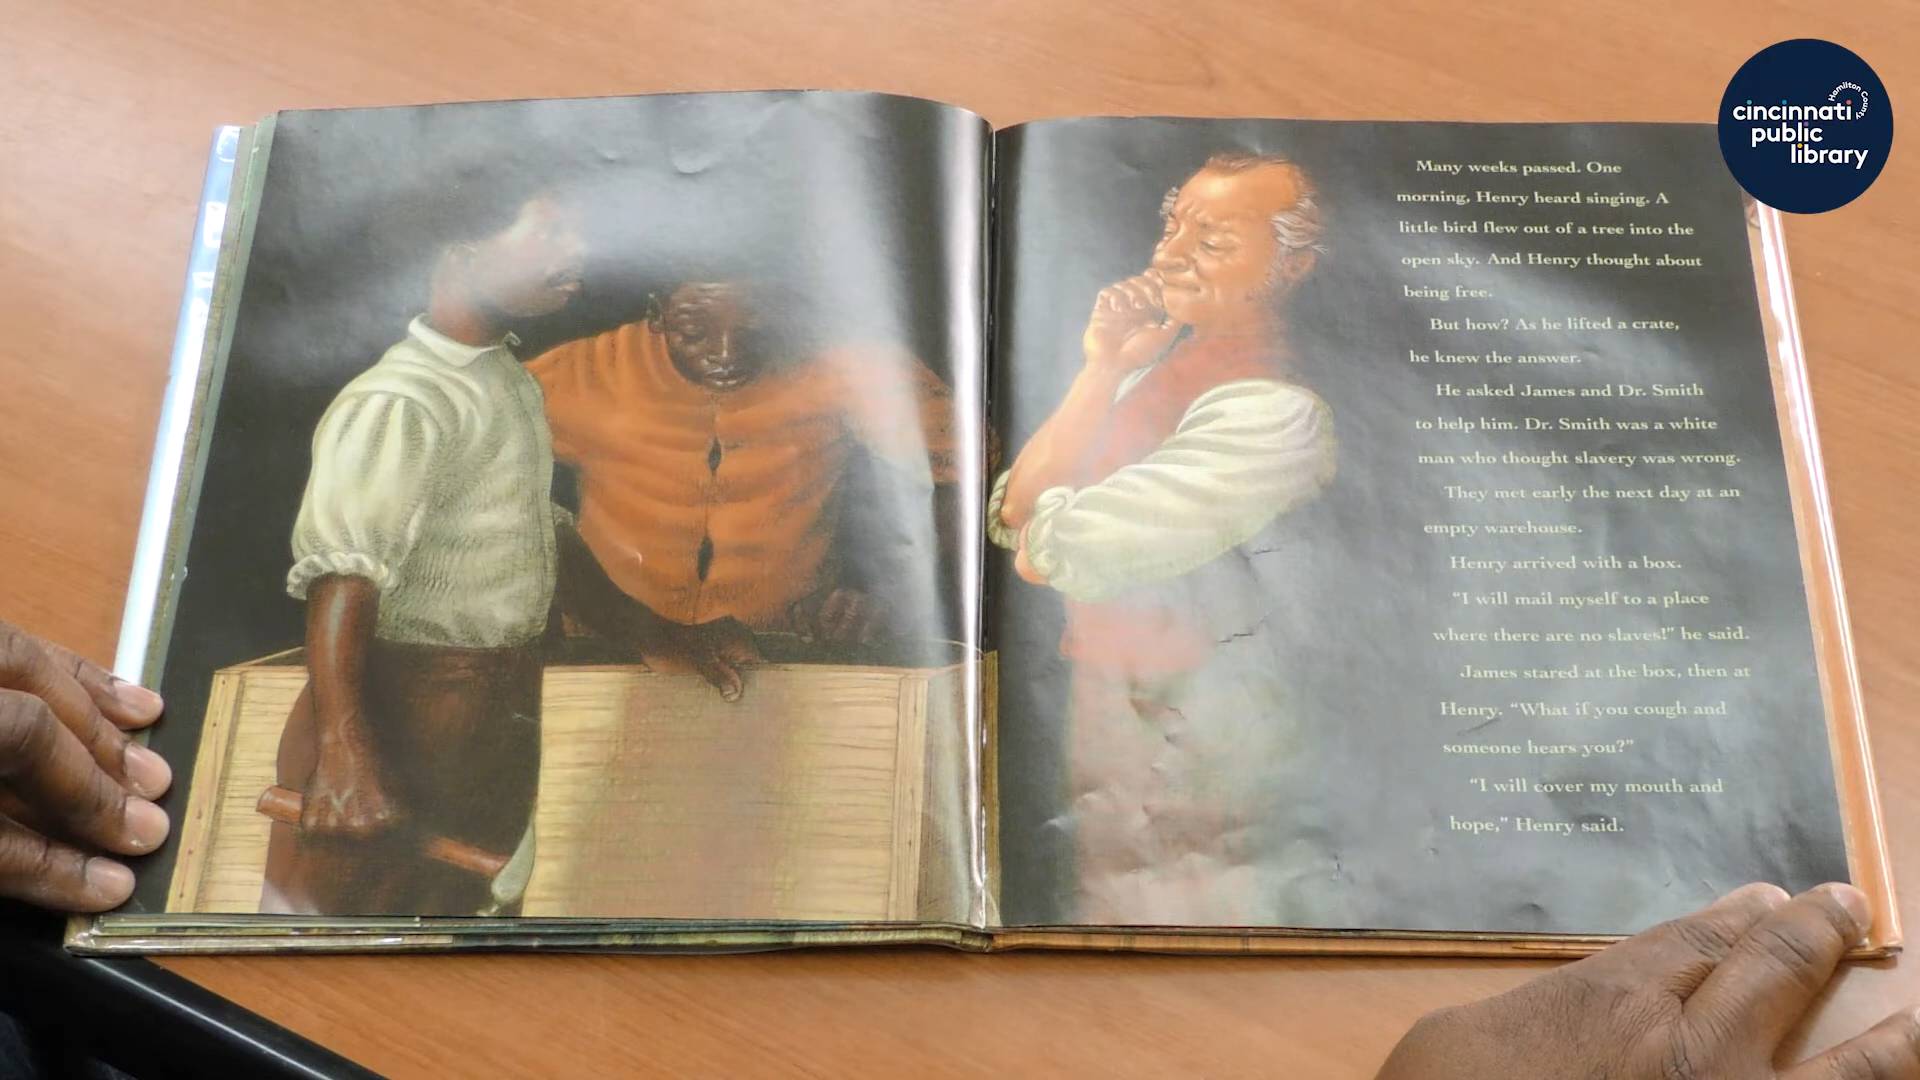 Many weeks passed. One
morning, Henry heard singing. A
little bird flew out of a tree into the
open sky. And Henry thought about
being free.
But how? As he lifted a crate,
he knew the answer.
He asked James and Dr. Smith
to help him. Dr. Smith was a white
man who thought slavery was wrong.
They met early the next day at an
empty warehouse.
Henry arrived with a box.
“I will mail myself to a place
where there are no slaves!” he said.
James stared at the box, then at
Henry. “What if you cough and
someone hears you?”
“I will cover my mouth and
hope,” Henry said.
cincinnati
public
library
Hamilton County